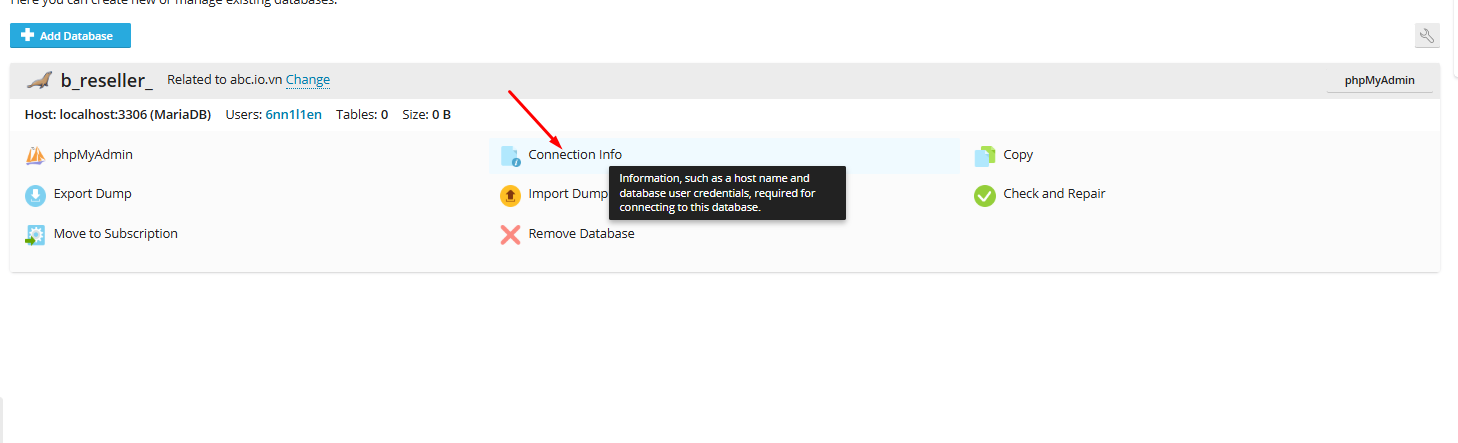 Here you can create new or manage existing databases.
Add Database
b_reseller_ Related to abc.io.vn Change phpMyAdmin
Host: localhost:3306 (MariaDB) Users: 6nn1l1en Tables: 0 Size: 0 B
phpMyAdmin Connection Info Copy
Information, such as a host name and
database user credentials, required for
connecting to this database.
Export Dump Import Dump Check and Repair
Move to Subscription Remove Database